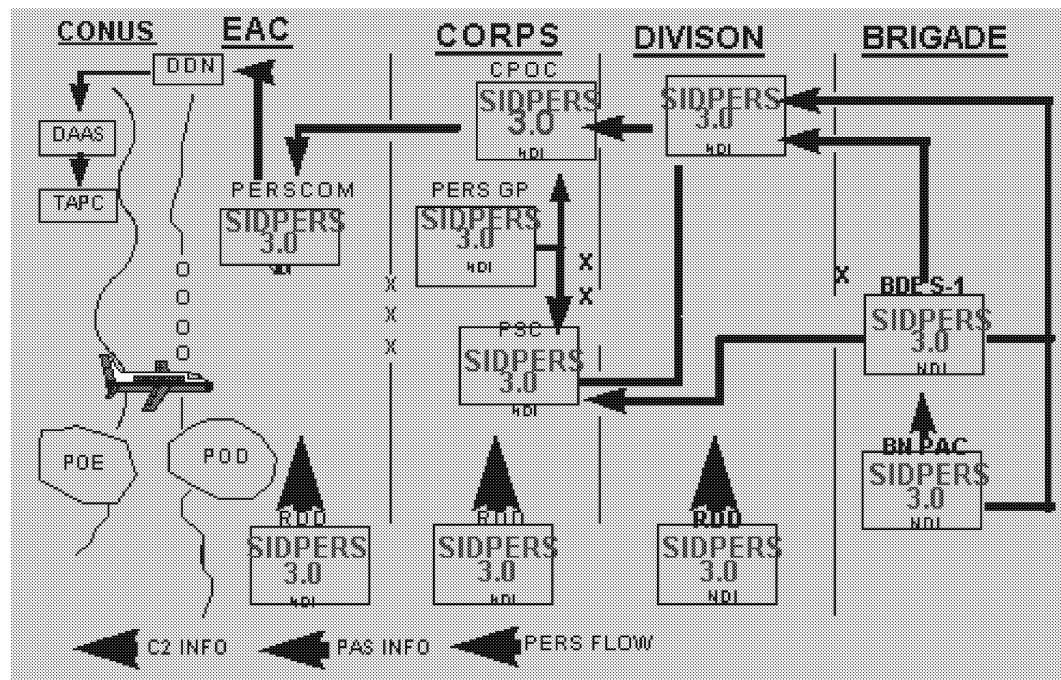 CONUS
EAC
CORPS
DIVISON
BRIGADE
DDN
DAAS
TAPC
PERSCOM
SIDPERS
3.0
CPOC
SIDPERS
3.0
NDI
PERS GP
SIDPERS
3.0
NDI
PSC
SIDPERS
3.0
NDI
SIDPERS
3.0
NDI
X
X
X
X
X
X
BDE S-1
SIDPERS
3.0
NDI
BN PAC
SIDPERS
3.0
NDI
O
O
O
O
POE
POD
RDD
SIDPERS
3.0
NDI
RDD
SIDPERS
3.0
NDI
RDD
SIDPERS
3.0
NDI
C2 INFO
PAS INFO
PERS FLOW